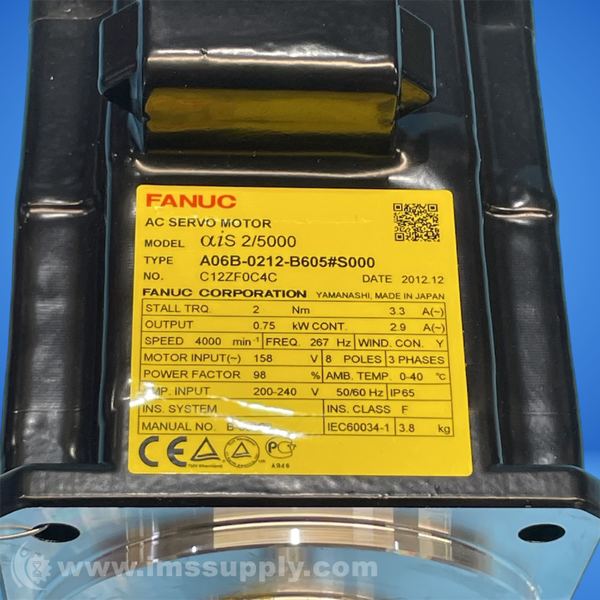 FANUC
AC SERVO MOTOR
MODEL αiS 2/5000
TYPE A06B-0212-B605#S000
NO. C12ZF0C4C DATE 2012.12
FANUC CORPORATION YAMANASHI, MADE IN JAPAN
STALL TRQ. 2 Nm 3.3 A(~)
OUTPUT 0.75 kW CONT. 2.9 A(~)
SPEED 4000 min⁻¹ FREQ. 267 Hz WIND. CON. Y
MOTOR INPUT(~) 158 V 8 POLES 3 PHASES
POWER FACTOR 98 % AMB. TEMP. 0-40 ℃
INPUT 200-240 V 50/60 Hz IP65
INS. SYSTEM INS. CLASS F
MANUAL NO. IEC60034-1 3.8 kg
CE
АЯ46
IMS
www.imssupply.com